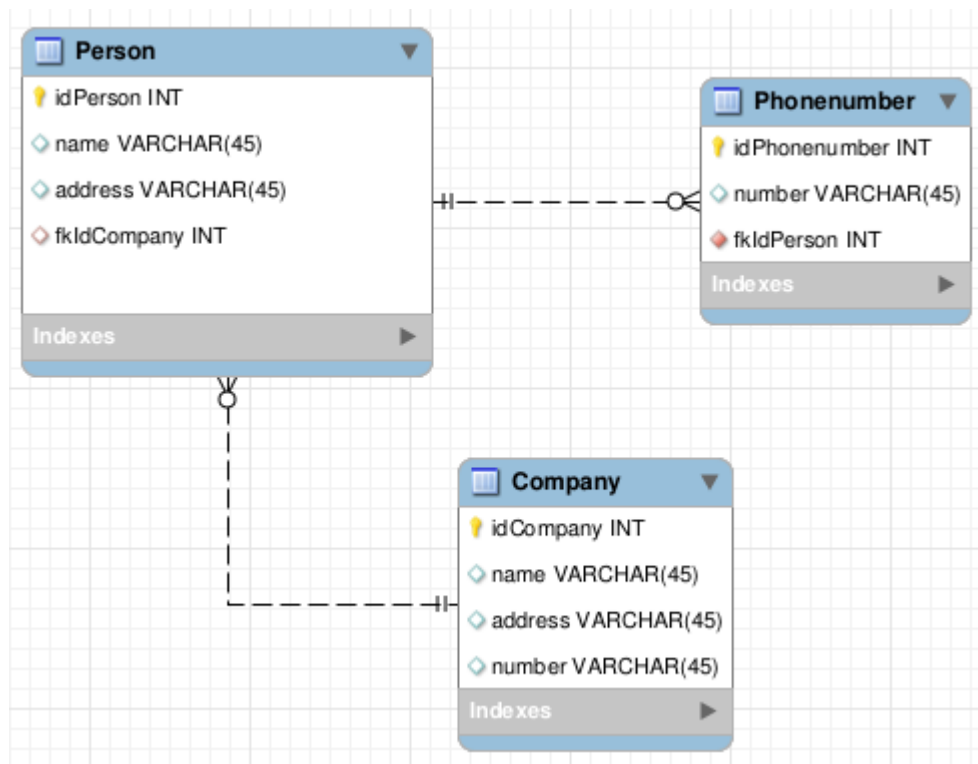 Person
idPerson INT
name VARCHAR(45)
address VARCHAR(45)
fkIdCompany INT
Indexes
Phonenumber
idPhonenumber INT
number VARCHAR(45)
fkIdPerson INT
Indexes
Company
idCompany INT
name VARCHAR(45)
address VARCHAR(45)
number VARCHAR(45)
Indexes